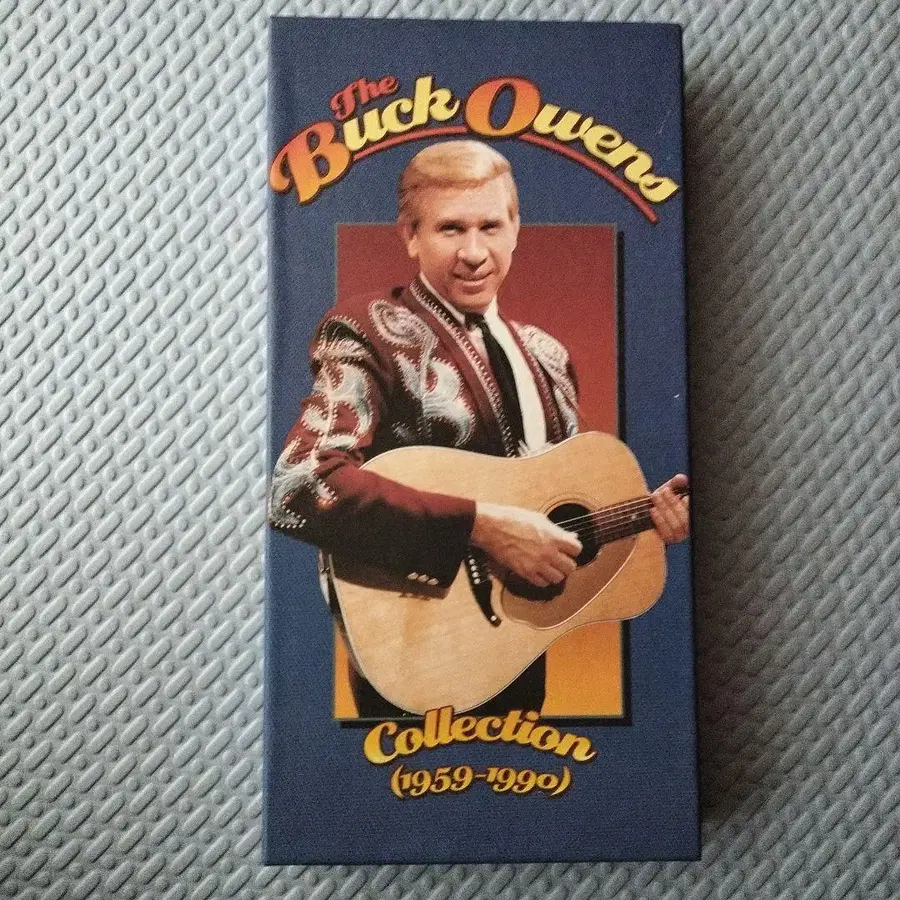 The
Buck Owens
Collection
(1959-1990)